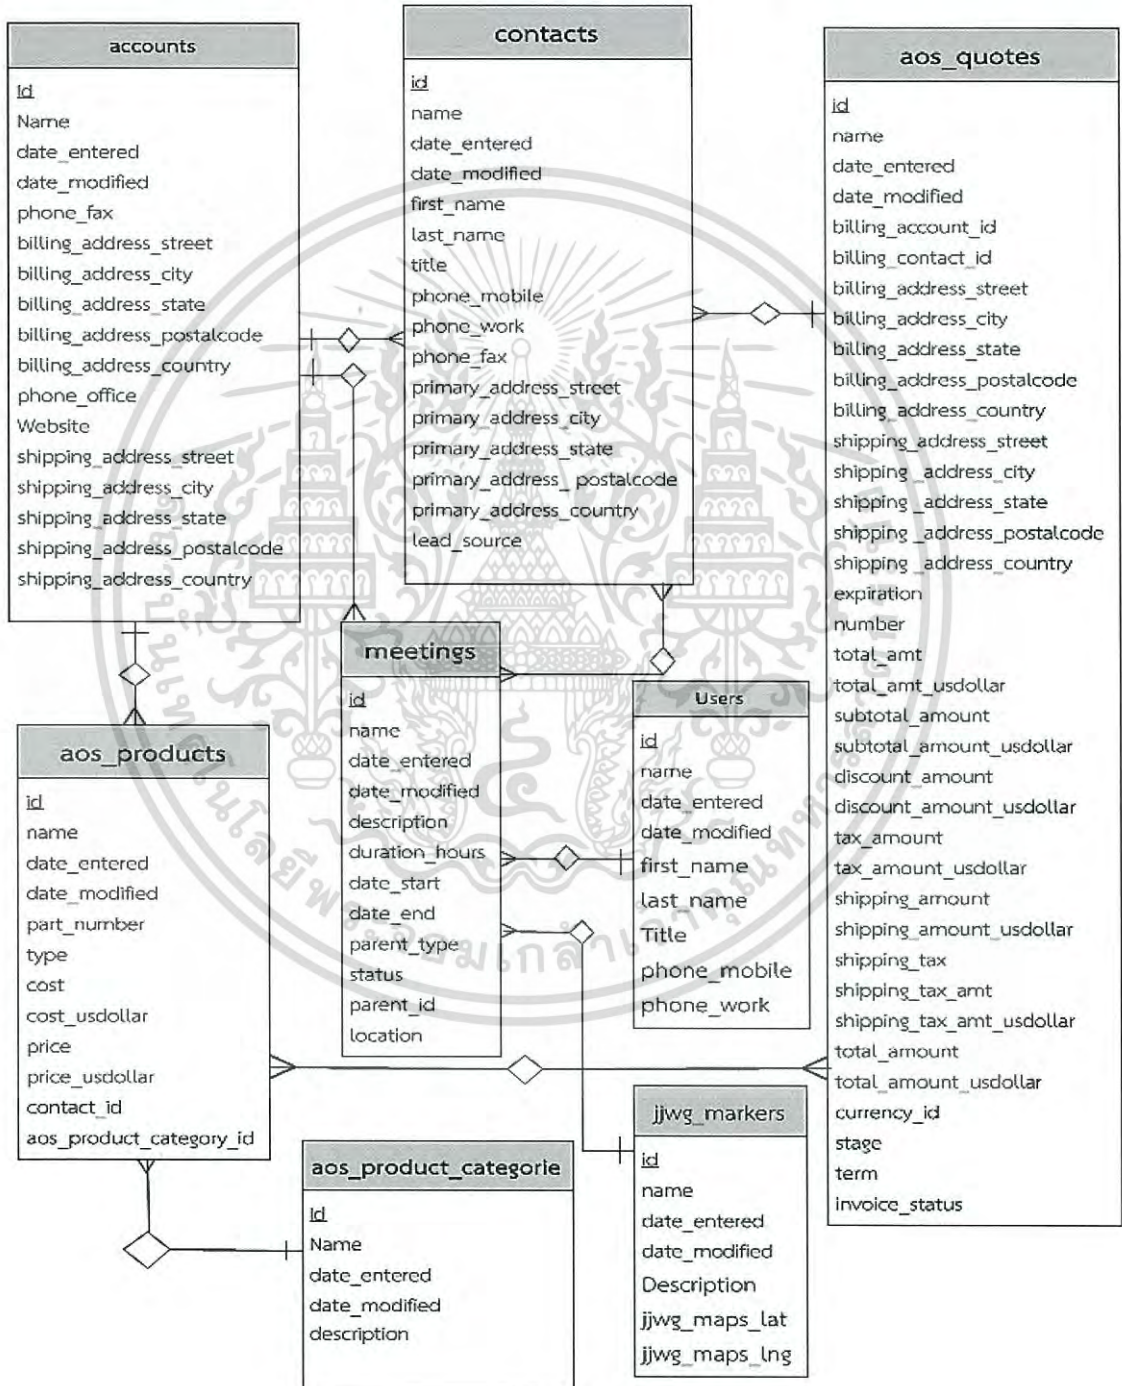 accounts
Id
Name
date_entered
date_modified
phone_fax
billing_address_street
billing_address_city
billing_address_state
billing_address_postalcode
billing_address_country
phone_office
Website
shipping_address_street
shipping_address_city
shipping_address_state
shipping_address_postalcode
shipping_address_country
contacts
id
name
date_entered
date_modified
first_name
last_name
title
phone_mobile
phone_work
phone_fax
primary_address_street
primary_address_city
primary_address_state
primary_address_ postalcode
primary_address_country
lead_source
aos_quotes
id
name
date_entered
date_modified
billing_account_id
billing_contact_id
billing_address_street
billing_address_city
billing_address_state
billing_address_postalcode
billing_address_country
shipping_address_street
shipping _address_city
shipping _address_state
shipping _address_postalcode
shipping _address_country
expiration
number
total_amt
total_amt_usdollar
subtotal_amount
subtotal_amount_usdollar
discount_amount
discount_amount_usdollar
tax_amount
tax_amount_usdollar
shipping_amount
shipping_amount_usdollar
shipping_tax
shipping_tax_amt
shipping_tax_amt_usdollar
total_amount
total_amount_usdollar
currency_id
stage
term
invoice_status
meetings
id
name
date_entered
date_modified
description
duration_hours
date_start
date_end
parent_type
status
parent_id
location
Users
id
name
date_entered
date_modified
first_name
last_name
Title
phone_mobile
phone_work
aos_products
id
name
date_entered
date_modified
part_number
type
cost
cost_usdollar
price
price_usdollar
contact_id
aos_product_category_id
aos_product_categorie
Id
Name
date_entered
date_modified
description
jjwg_markers
id
name
date_entered
date_modified
Description
jjwg_maps_lat
jjwg_maps_lng